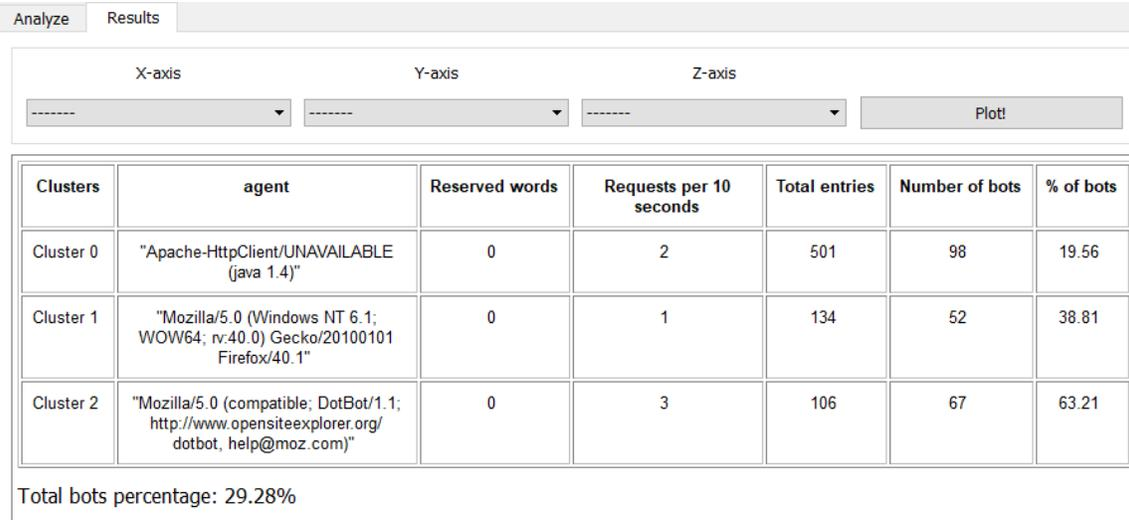 Analyze Results
X-axis Y-axis Z-axis
------- ------- ------- Plot!
Clusters agent Reserved words Requests per 10 seconds Total entries Number of bots % of bots
Cluster 0 "Apache-HttpClient/UNAVAILABLE (java 1.4)" 0 2 501 98 19.56
Cluster 1 "Mozilla/5.0 (Windows NT 6.1; WOW64; rv:40.0) Gecko/20100101 Firefox/40.1" 0 1 134 52 38.81
Cluster 2 "Mozilla/5.0 (compatible; DotBot/1.1; http://www.opensiteexplorer.org/dotbot, help@moz.com)" 0 3 106 67 63.21
Total bots percentage: 29.28%